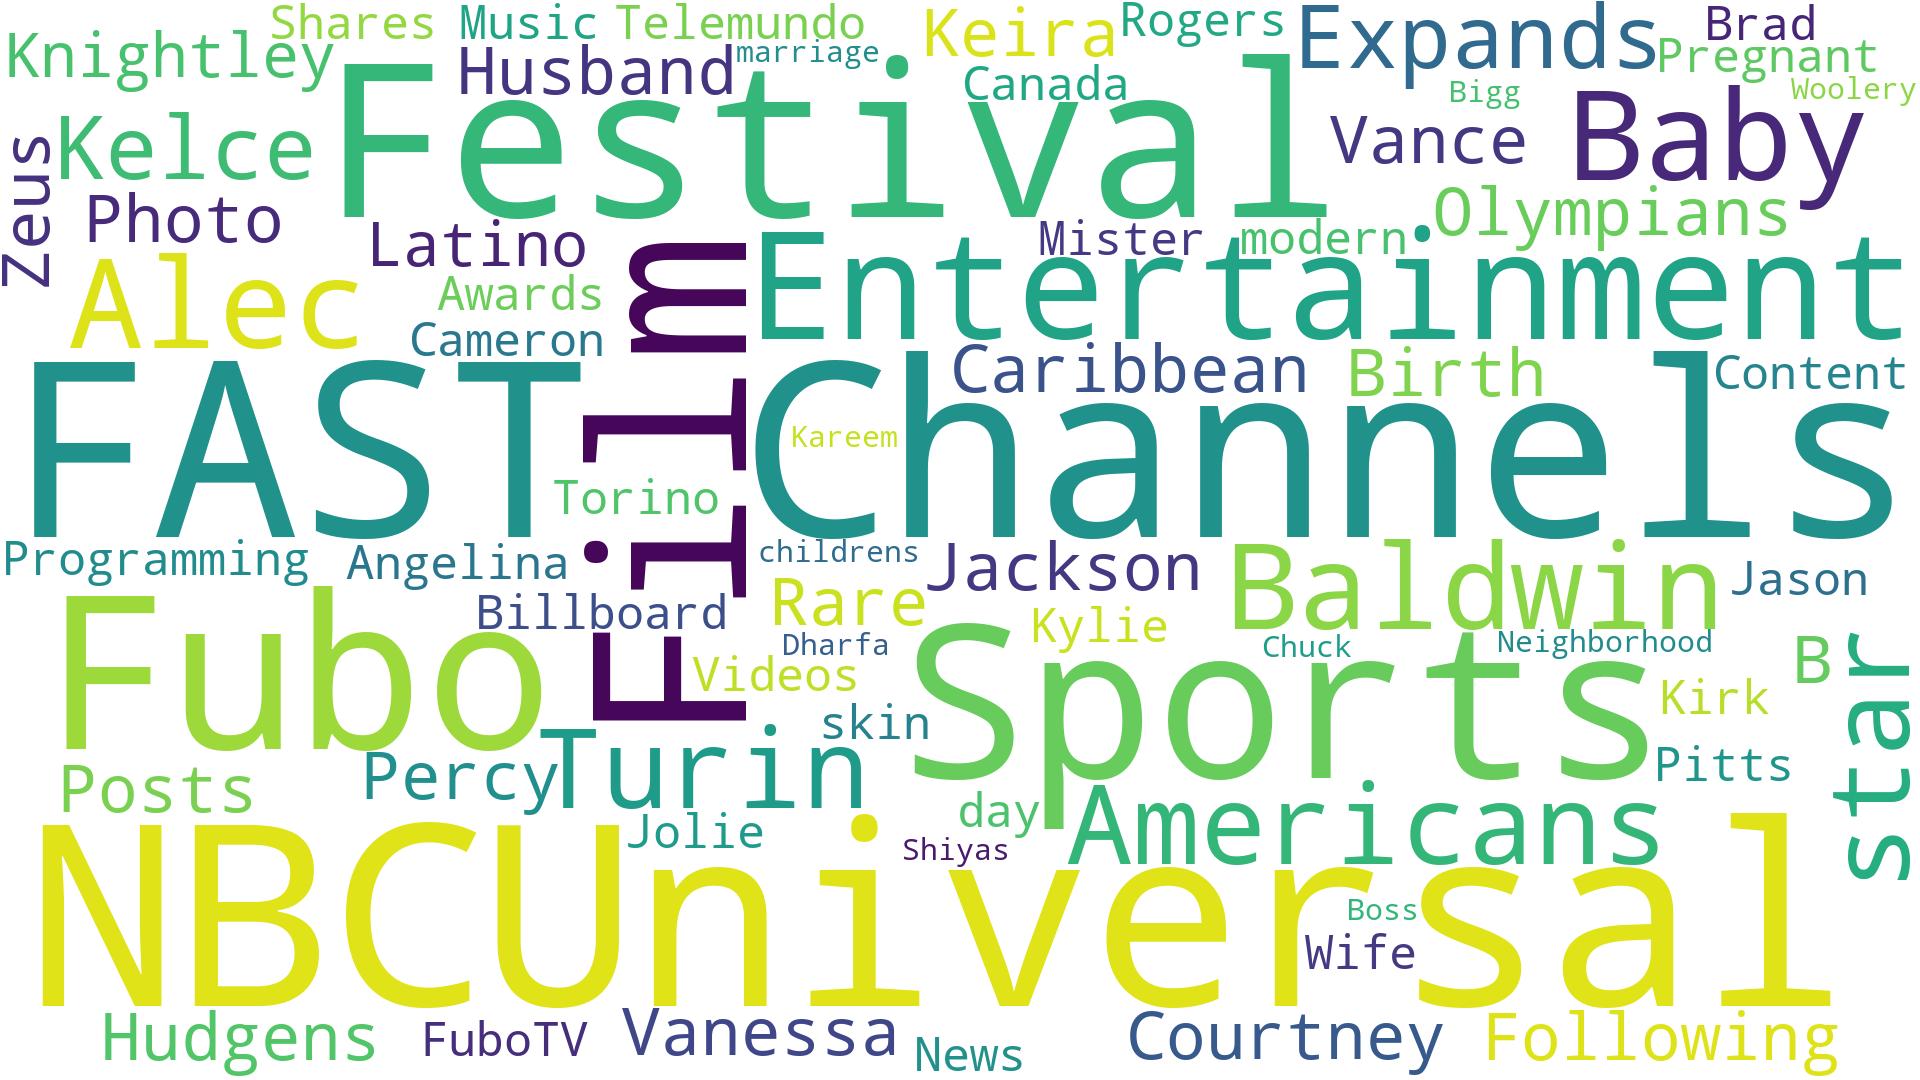 Shares
Music
Telemundo
Keira
Rogers
Expands
Brad
Knightley
Husband
marriage
Canada
Pregnant
Bigg
Woolery
Zeus
Kelce
Festival
Vance
Baby
Photo
Latino
Mister
modern
Olympians
Alec
Awards
Cameron
Film
Entertainment
Caribbean
Birth
Content
FAST
Channels
Kareem
Torino
Programming
Angelina
childrens
Jackson
Baldwin
Jason
Billboard
Rare
Kylie
Fubo
Dharfa
Videos
Sports
Chuck
Neighborhood
B
star
Kirk
skin
Turin
Percy
Posts
Pitts
day
Americans
Jolie
Shiyas
NBCUniversal
Boss
Wife
Hudgens
FuboTV
Vanessa
News
Courtney
Following